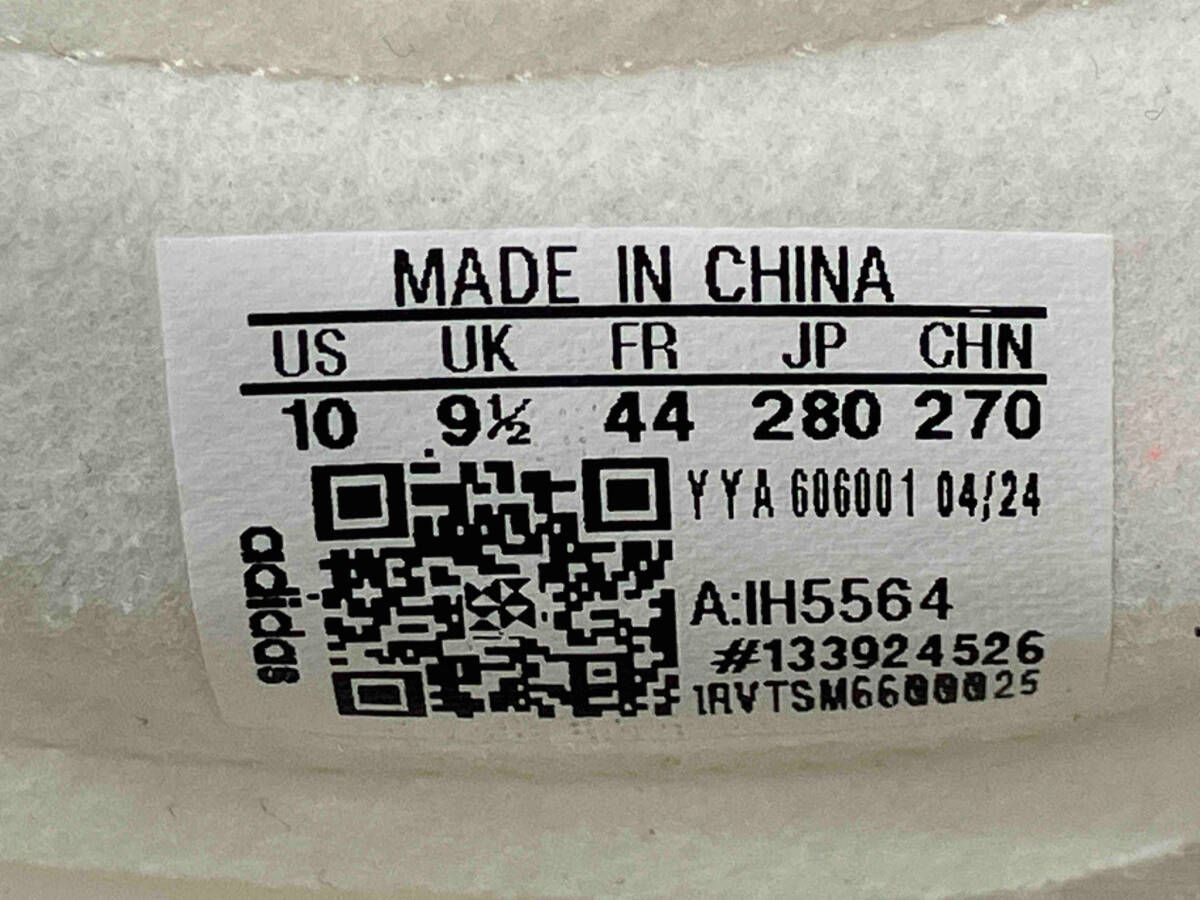 MADE IN CHINA
US UK FR JP CHN
10 9½ 44 280 270
YYA 606001 04/24
adidas
A:IH5564
#133924526
1RVTSM6600025